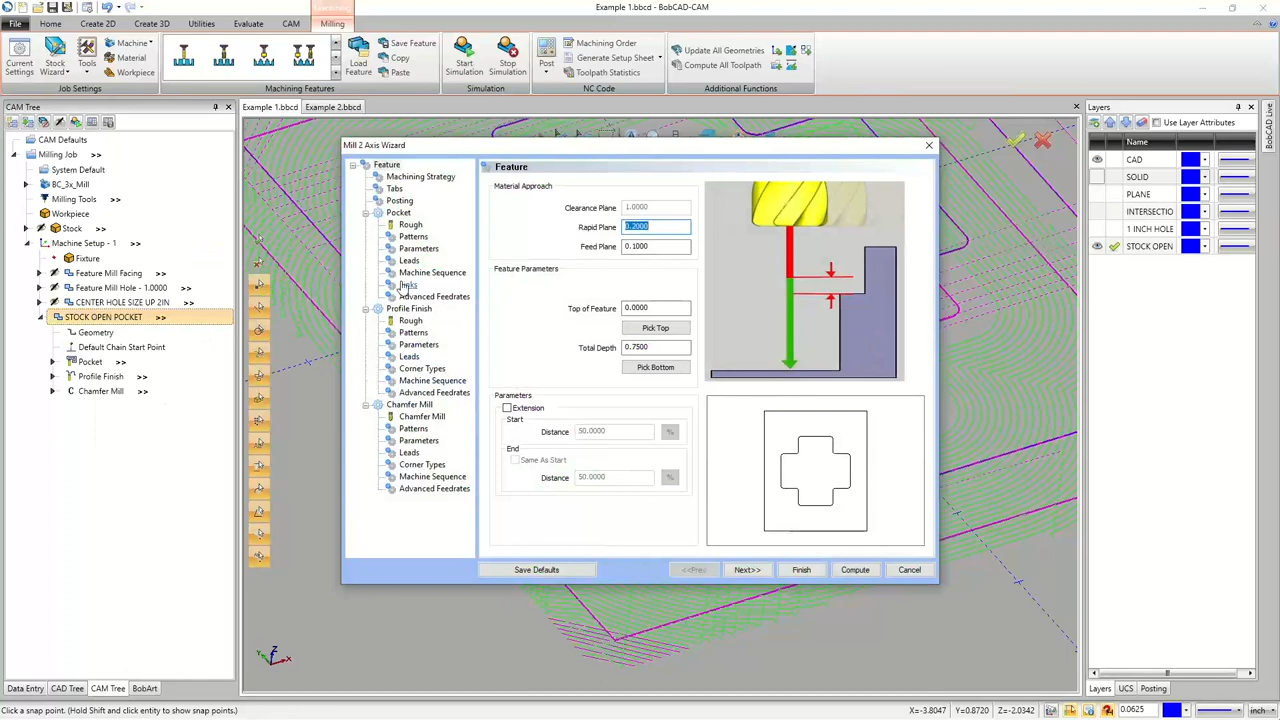 Example 1.bbcd - BobCAD-CAM
Machining
File Home Create 2D Create 3D Utilities Evaluate CAM Milling
Current Settings
Stock Wizard
Tools
Machine
Material
Workpiece
Job Settings
Machining Features
Load Feature
Save Feature
Copy
Paste
Start Simulation
Stop Simulation
Simulation
Post
Machining Order
Generate Setup Sheet
Toolpath Statistics
NC Code
Update All Geometries
Compute All Toolpath
Additional Functions
CAM Tree
CAM Defaults
Milling Job >>
System Default
BC_3x_Mill >>
Milling Tools >>
Workpiece
Stock >>
Machine Setup - 1 >>
Fixture
Feature Mill Facing >>
Feature Mill Hole - 1.0000 >>
CENTER HOLE SIZE UP 2IN >>
STOCK OPEN POCKET >>
Geometry
Default Chain Start Point
Pocket >>
Profile Finish >>
Chamfer Mill >>
Example 1.bbcd Example 2.bbcd
Mill 2 Axis Wizard
Feature
Machining Strategy
Tabs
Posting
Pocket
Rough
Patterns
Parameters
Leads
Machine Sequence
Links
Advanced Feedrates
Profile Finish
Rough
Patterns
Parameters
Leads
Corner Types
Machine Sequence
Advanced Feedrates
Chamfer Mill
Chamfer Mill
Patterns
Parameters
Leads
Corner Types
Machine Sequence
Advanced Feedrates
Feature
Material Approach
Clearance Plane 1.0000
Rapid Plane 0.2000
Feed Plane 0.1000
Feature Parameters
Top of Feature 0.0000
Pick Top
Total Depth 0.7500
Pick Bottom
Parameters
Extension
Start
Distance 50.0000 %
End
Same As Start
Distance 50.0000 %
Save Defaults <<Prev Next>> Finish Compute Cancel
Layers
Use Layer Attributes
Name
CAD
SOLID
PLANE
INTERSECTIO
1 INCH HOLE
STOCK OPEN
BobCAD Live
Z
Y X
Data Entry CAD Tree CAM Tree BobArt
Layers UCS Posting
Click a snap point. (Hold Shift and click entity to show snap points.)
X=-3.8047 Y=0.8720 Z=-2.0342 0.0625 inch